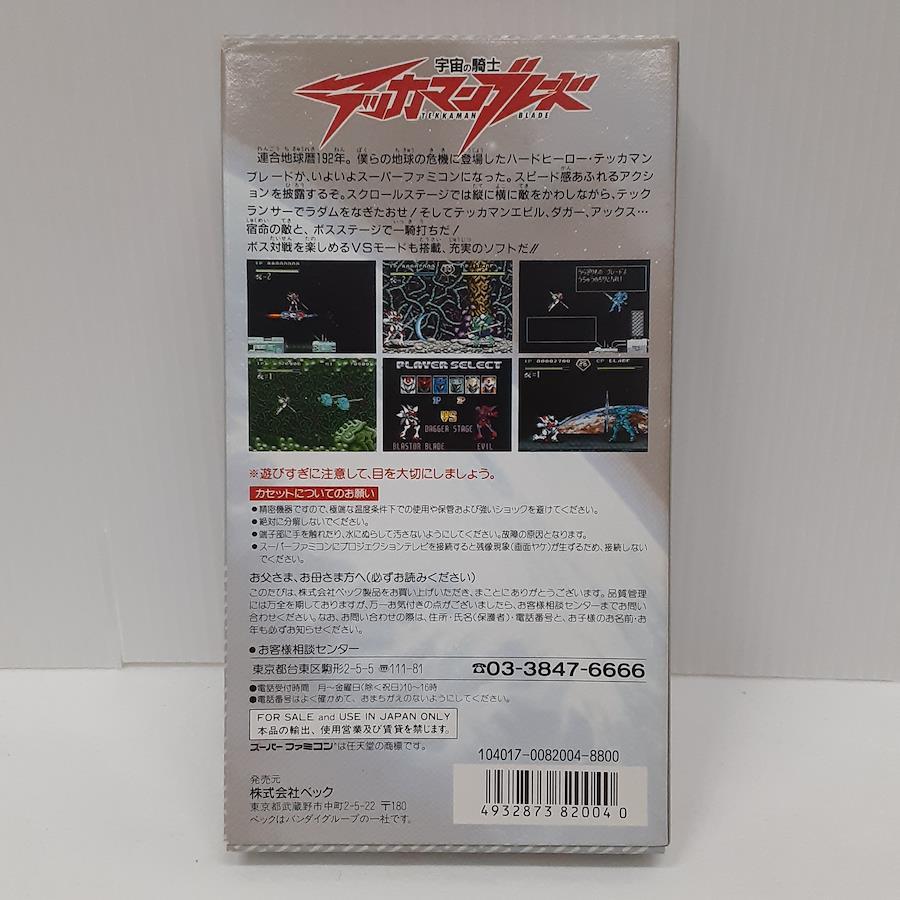 宇宙の騎士
テッカマンブレード
TEKKAMAN BLADE
連合地球暦192年。僕らの地球の危機に登場したハードヒーロー・テッカマン
ブレードが、いよいよスーパーファミコンになった。スピード感あふれるアクシ
ョンを披露するぞ。スクロールステージでは縦に横に敵をかわしながら、テック
ランサーでラダムをなぎたおせ!そしてテッカマンエビル、ダガー、アックス…
宿命の敵と、ボスステージで一騎打ちだ!
ボス対戦を楽しめるVSモードも搭載、充実のソフトだ!!
PLAYER SELECT
1P 2P
VS
DAGGER STAGE
BLASTOR BLADE EVIL
※遊びすぎに注意して、目を大切にしましょう。
カセットについてのお願い
●精密機器ですので、極端な温度条件下での使用や保管および強いショックを避けてください。
●絶対に分解しないでください。
●端子部に手を触れたり、水にぬらして汚さないようにしてください。故障の原因となります。
●スーパーファミコンにプロジェクションテレビを接続すると残像現象(画面ヤケ)が生ずるため、接続しない
でください。
お父さま、お母さま方へ(必ずお読みください)
このたびは、株式会社ベック製品をお買い上げいただき、まことにありがとうございます。品質管理
には万全を期しておりますが、万一お気付きの点がございましたら、お客様相談センターまでお問い
合わせください。なお、お問い合わせの際は、住所・氏名(保護者)・電話番号と、お子様のお名前・お
年も必ずお知らせください。
●お客様相談センター
東京都台東区駒形2-5-5 〒111-81 ☎03-3847-6666
●電話受付時間 月〜金曜日(除く祝日)10〜16時
●電話番号はよく確かめて、おまちがえのないようにしてください。
FOR SALE and USE IN JAPAN ONLY
本品の輸出、使用営業及び賃貸を禁じます。
スーパーファミコンは任天堂の商標です。
104017-0082004-8800
発売元
株式会社ベック
東京都武蔵野市中町2-5-22 〒180
ベックはバンダイグループの一社です。
4932873820040